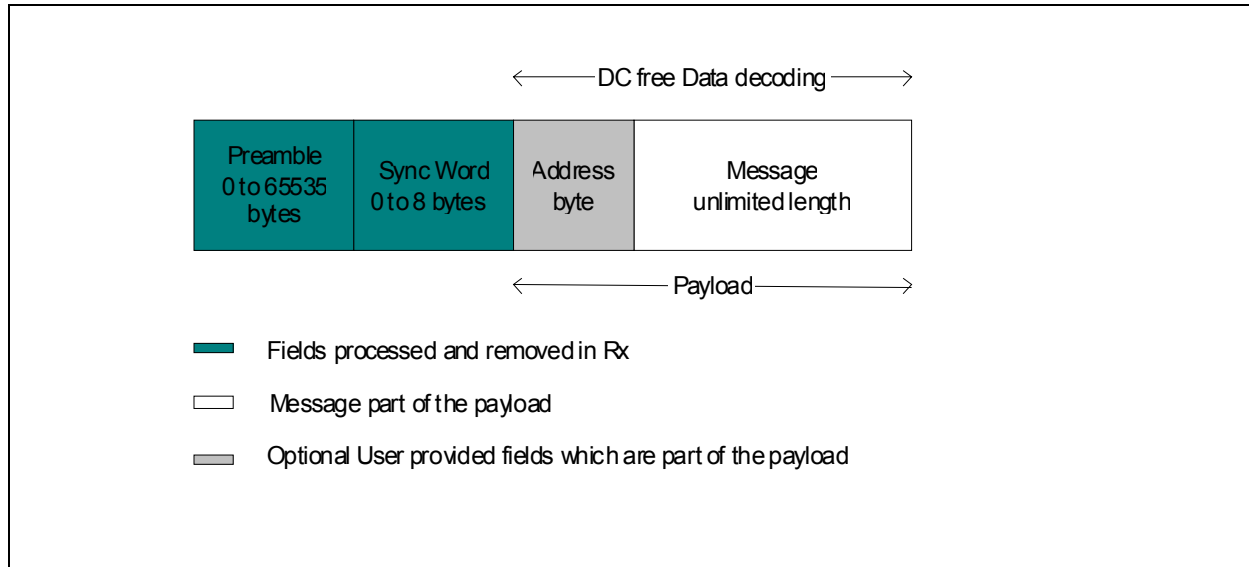 DC free Data decoding
Preamble
0 to 65535
bytes
Sync Word
0 to 8 bytes
Address
byte
Message
unlimited length
Payload
Fields processed and removed in Rx
Message part of the payload
Optional User provided fields which are part of the payload